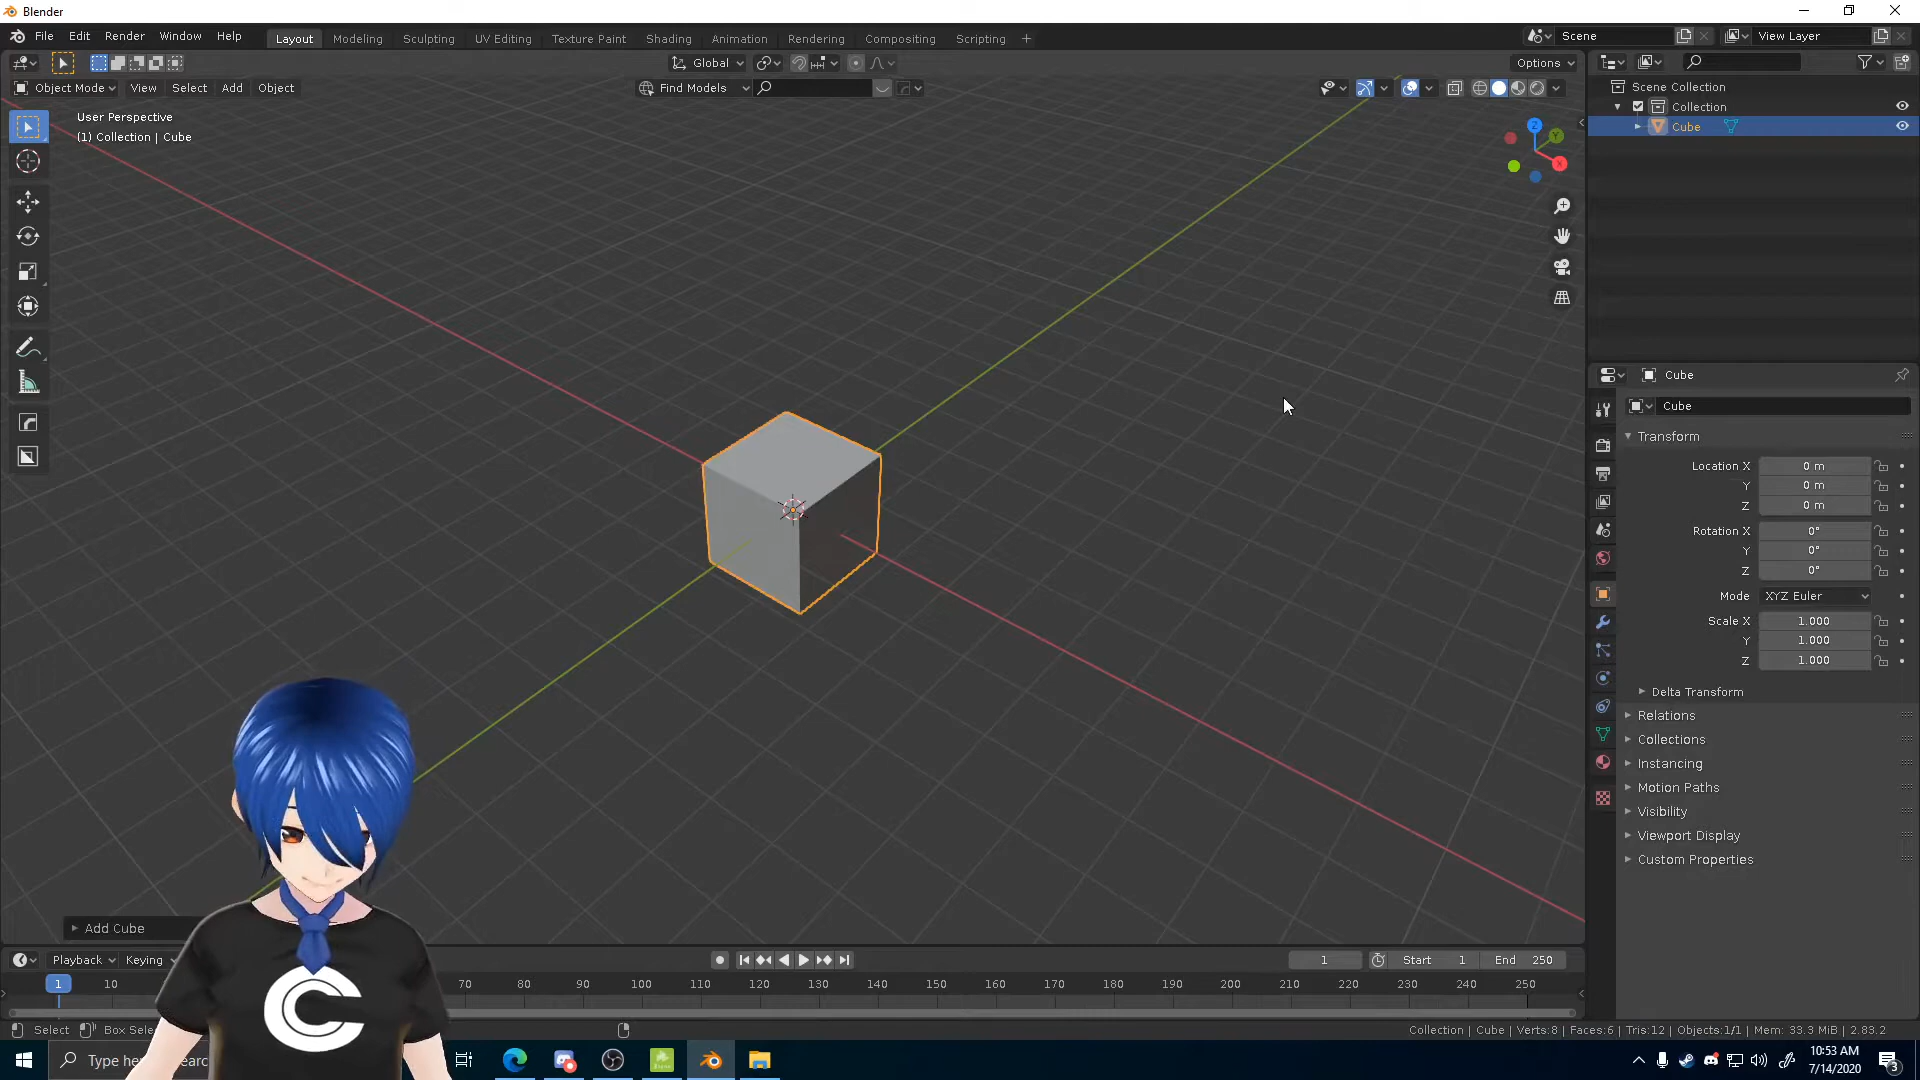 Blender
File Edit Render Window Help Layout Modeling Sculpting UV Editing Texture Paint Shading Animation Rendering Compositing Scripting + Scene View Layer
Global Options
Object Mode View Select Add Object Find Models
User Perspective
(1) Collection | Cube
Z Y X
Scene Collection
Collection
Cube
Cube
Cube
Transform
Location X 0 m
Y 0 m
Z 0 m
Rotation X 0°
Y 0°
Z 0°
Mode XYZ Euler
Scale X 1.000
Y 1.000
Z 1.000
Delta Transform
Relations
Collections
Instancing
Motion Paths
Visibility
Viewport Display
Custom Properties
Add Cube
C
Playback Keying 1 Start 1 End 250
1 10 70 80 90 100 110 120 130 140 150 160 170 180 190 200 210 220 230 240 250
Select Box Selec Collection | Cube | Verts:8 | Faces:6 | Tris:12 | Objects:1/1 | Mem: 33.3 MiB | 2.83.2
Type he searc
10:53 AM
7/14/2020
3